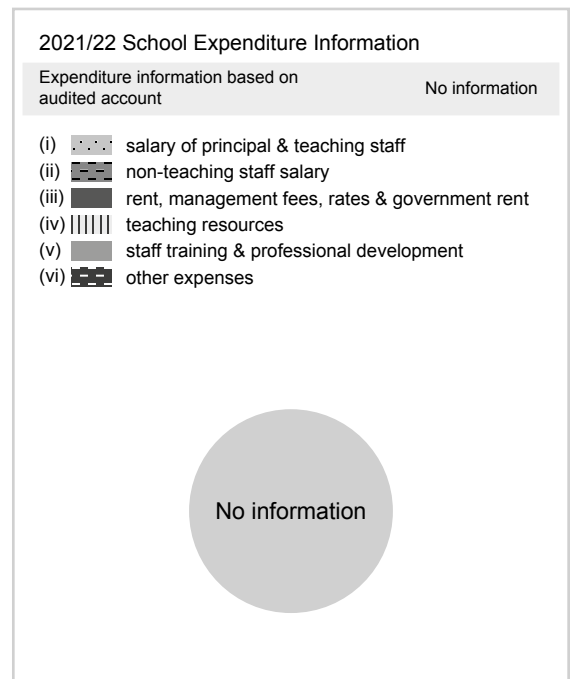 2021/22 School Expenditure Information
Expenditure information based on
audited account
No information
(i) salary of principal & teaching staff
(ii) non-teaching staff salary
(iii) rent, management fees, rates & government rent
(iv) teaching resources
(v) staff training & professional development
(vi) other expenses
No information